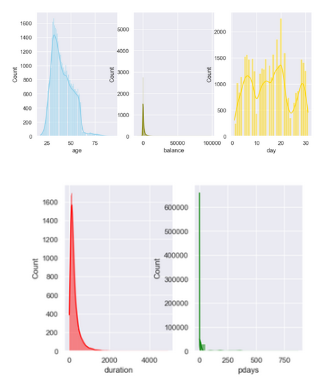 1600
1400
1200
1000
800
600
400
200
0
Count
25 50 75
age
5000
4000
3000
2000
1000
0
Count
0 50000 100000
balance
2000
1500
1000
500
0
Count
0 10 20 30
day
1600
1400
1200
1000
800
600
400
200
0
Count
0 2000 4000
duration
600000
500000
400000
300000
200000
100000
0
Count
0 250 500 750
pdays